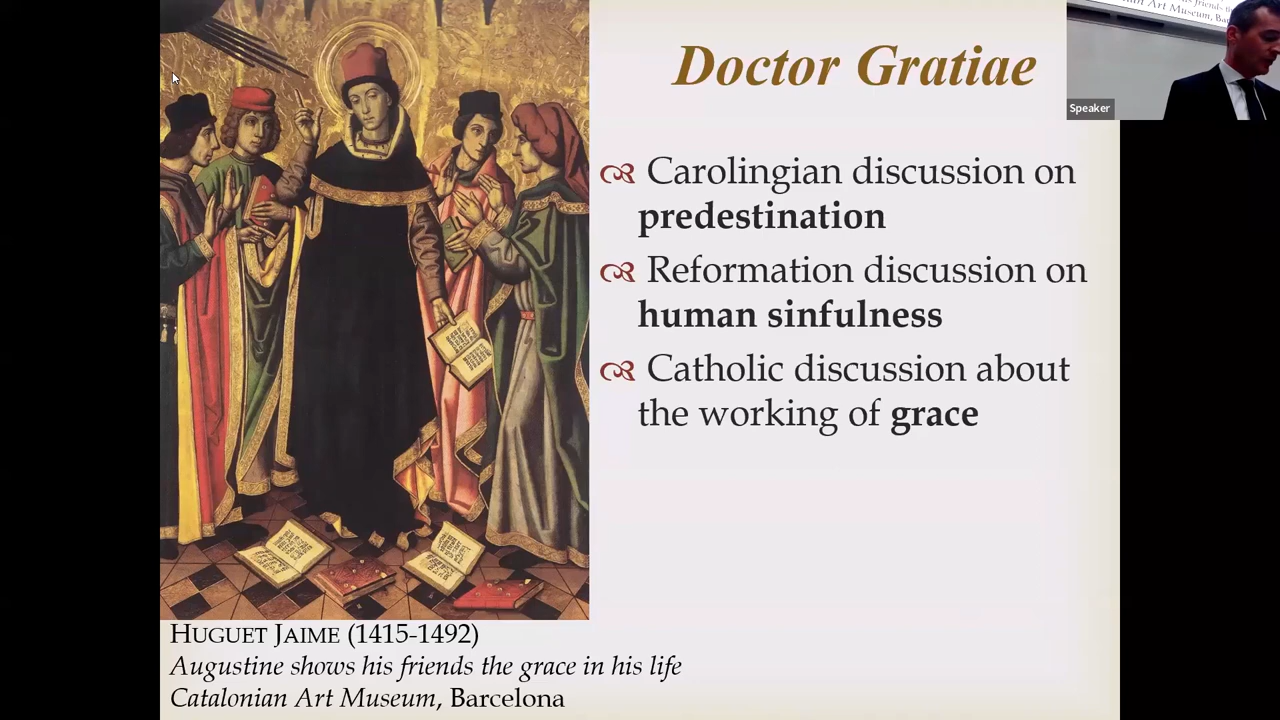 Doctor Gratiae
Carolingian discussion on
predestination
Reformation discussion on
human sinfulness
Catholic discussion about
the working of grace
HUGUET JAIME (1415-1492)
Augustine shows his friends the grace in his life
Catalonian Art Museum, Barcelona
Speaker